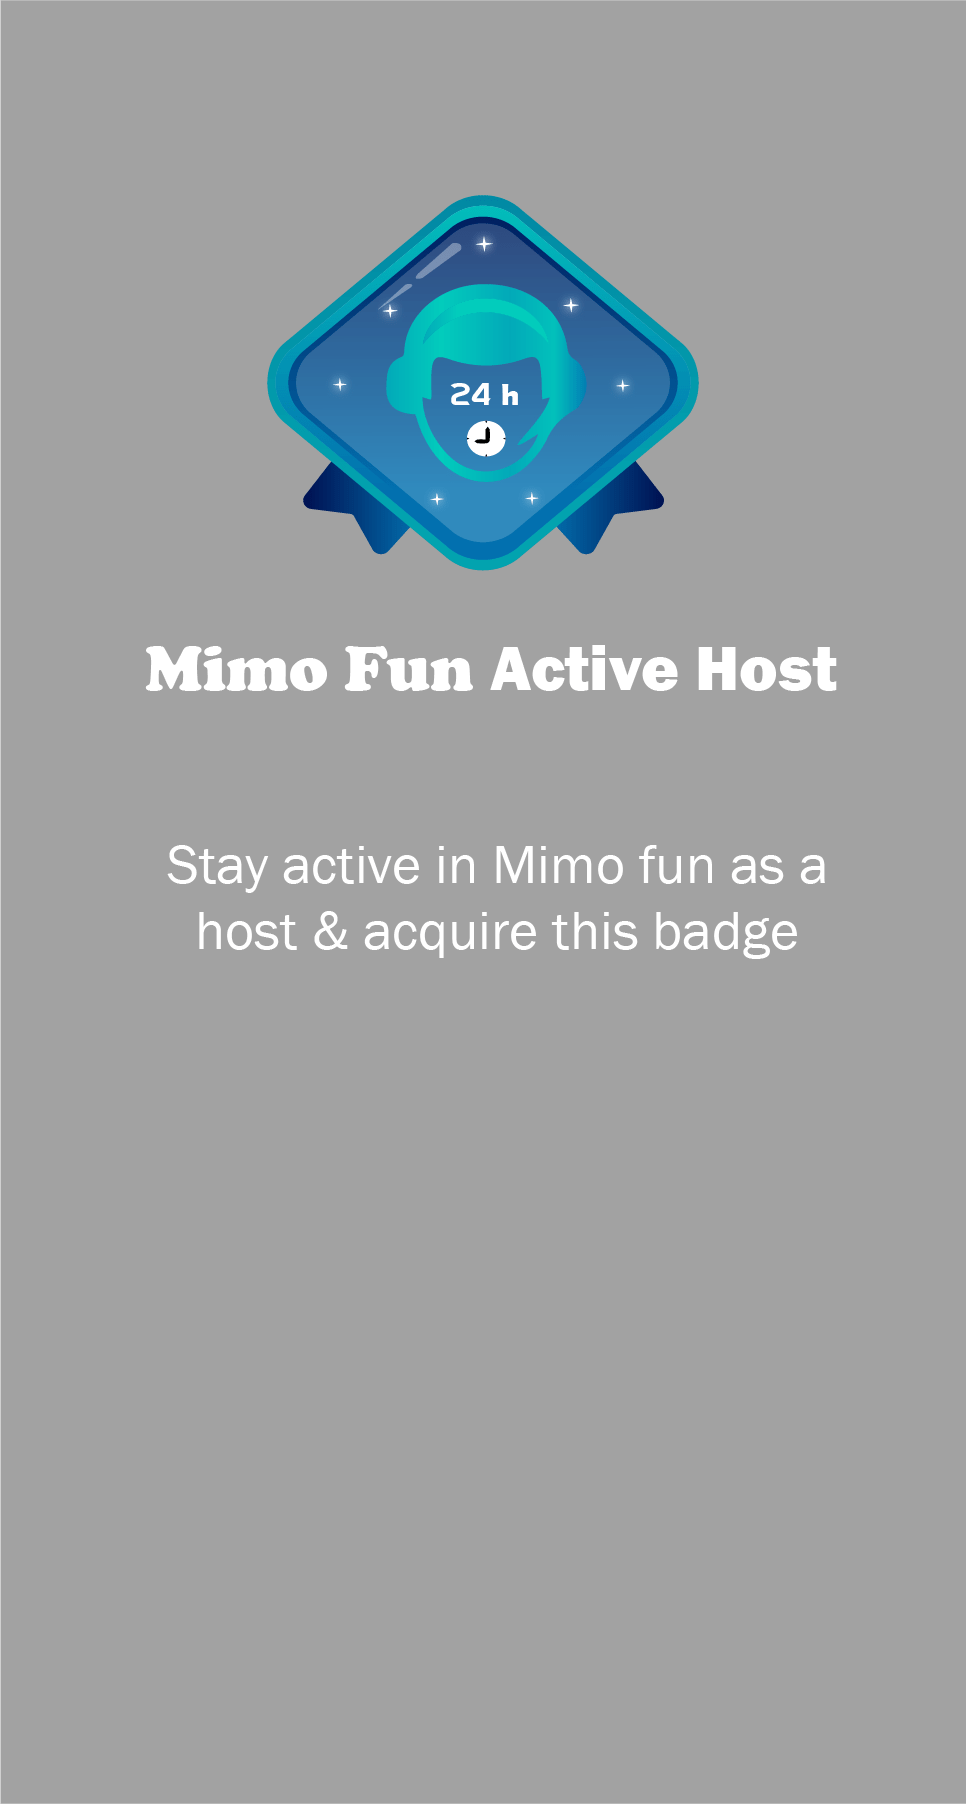 24 h
Mimo Fun Active Host
Stay active in Mimo fun as a
host & acquire this badge